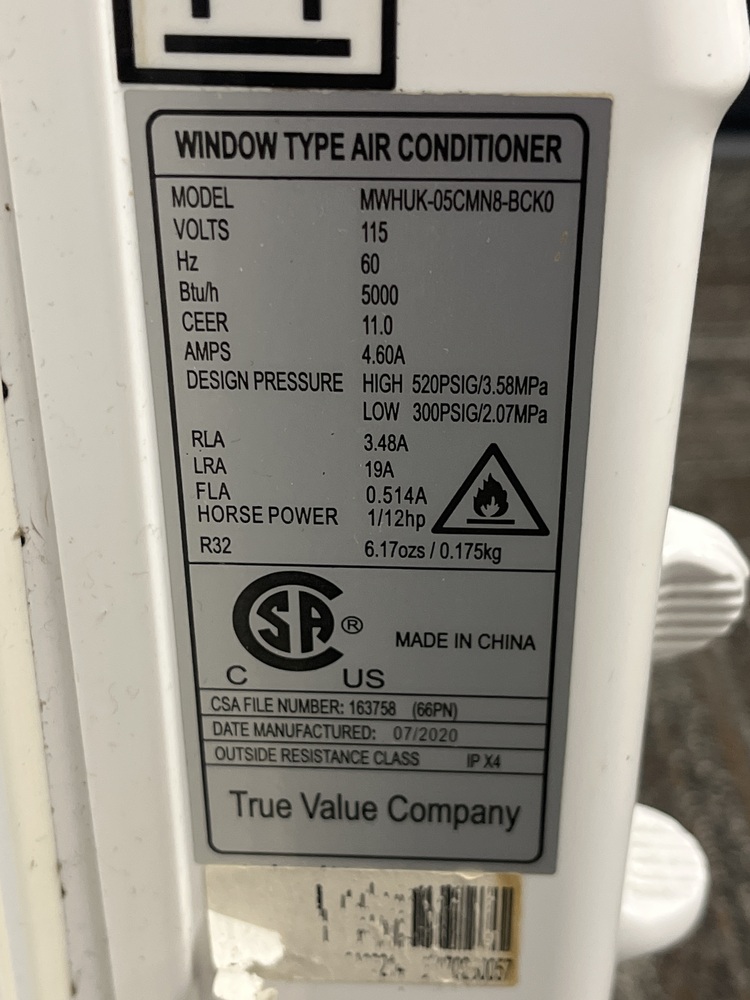 WINDOW TYPE AIR CONDITIONER
MODEL MWHUK-05CMN8-BCK0
VOLTS 115
Hz 60
Btu/h 5000
CEER 11.0
AMPS 4.60A
DESIGN PRESSURE HIGH 520PSIG/3.58MPa
LOW 300PSIG/2.07MPa
RLA 3.48A
LRA 19A
FLA 0.514A
HORSE POWER 1/12hp
R32 6.17ozs / 0.175kg
CSA ®
C US
MADE IN CHINA
CSA FILE NUMBER: 163758 (66PN)
DATE MANUFACTURED: 07/2020
OUTSIDE RESISTANCE CLASS IP X4
True Value Company